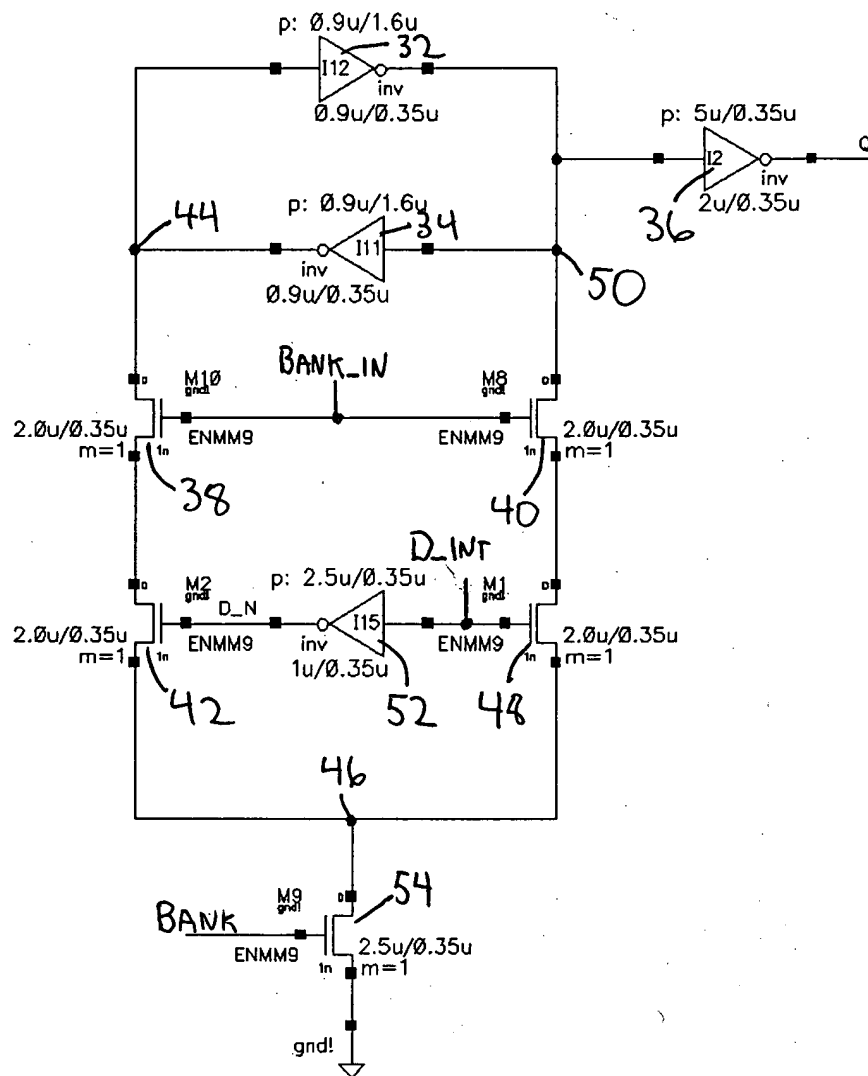 p: 0.9u/1.6u
32
I12
inv
0.9u/0.35u
p: 5u/0.35u
Q
I2
inv
36
2u/0.35u
44
p: 0.9u/1.6u
34
I11
inv
0.9u/0.35u
50
BANK_IN
D
M10
gnd!
M8
gnd!
D
2.0u/0.35u
m=1
1n
ENMM9
ENMM9
1n
2.0u/0.35u
m=1
38
40
D_INT
p: 2.5u/0.35u
D
M2
gnd!
D_N
M1
gnd!
D
I15
2.0u/0.35u
m=1
1n
ENMM9
inv
1u/0.35u
ENMM9
1n
2.0u/0.35u
m=1
42
52
48
46
M9
gnd!
D
54
BANK
ENMM9
1n
2.5u/0.35u
m=1
gnd!